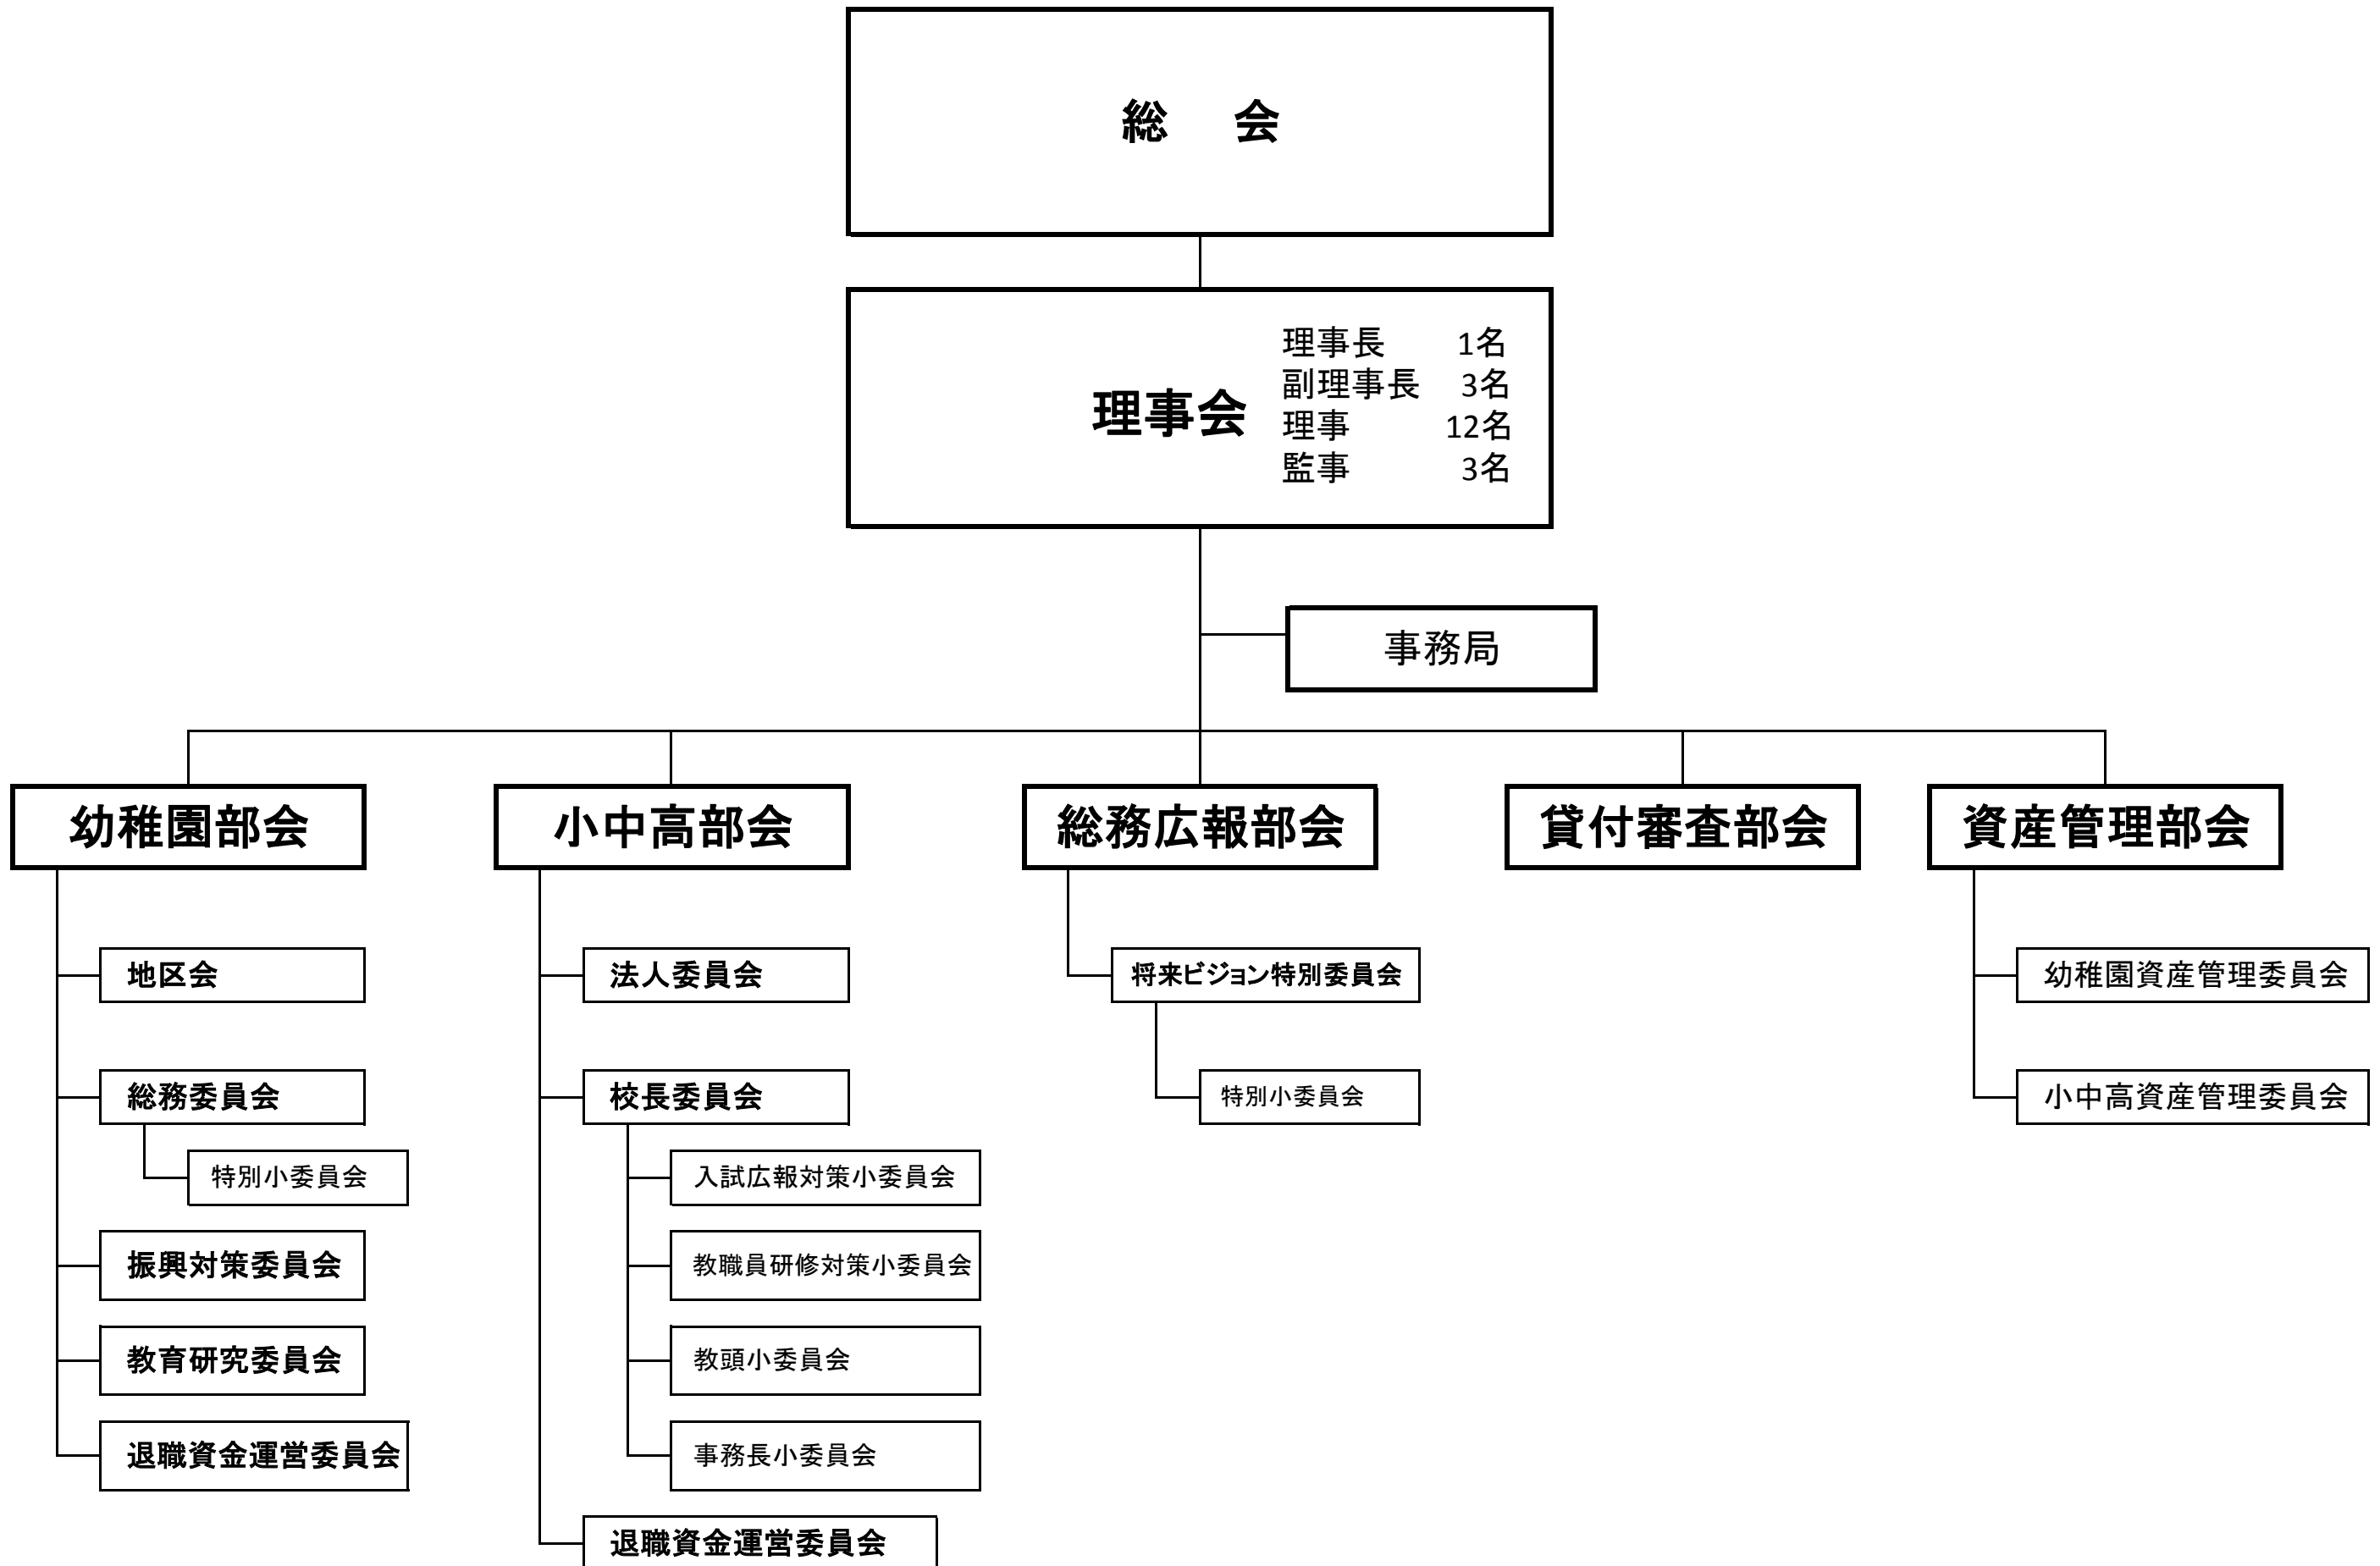 総　会
理事会
理事長　1名
副理事長　3名
理事　12名
監事　3名
事務局
幼稚園部会
小中高部会
総務広報部会
貸付審査部会
資産管理部会
地区会
総務委員会
特別小委員会
振興対策委員会
教育研究委員会
退職資金運営委員会
法人委員会
校長委員会
入試広報対策小委員会
教職員研修対策小委員会
教頭小委員会
事務長小委員会
退職資金運営委員会
将来ビジョン特別委員会
特別小委員会
幼稚園資産管理委員会
小中高資産管理委員会